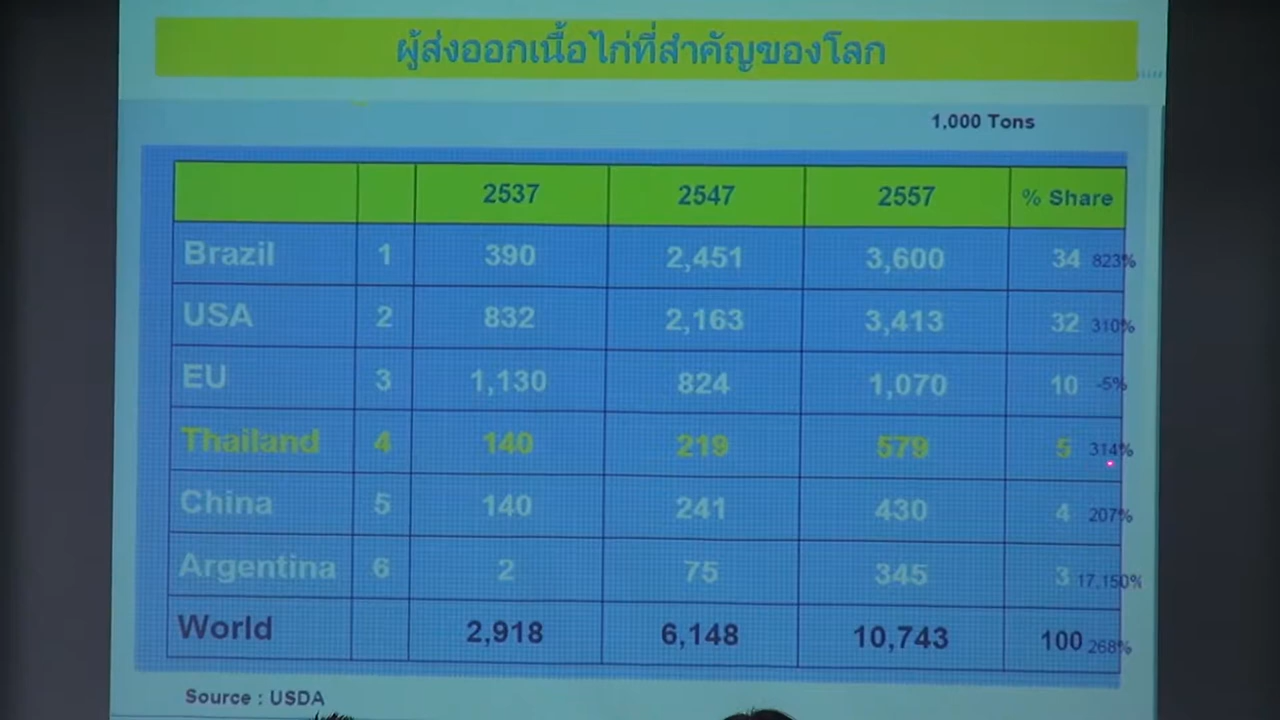 ผู้ส่งออกเนื้อไก่ที่สำคัญของโลก
1,000 Tons
2537 2547 2557 % Share
Brazil 1 390 2,451 3,600 34 823%
USA 2 832 2,163 3,413 32 310%
EU 3 1,130 824 1,070 10 -5%
Thailand 4 140 219 579 5 314%
China 5 140 241 430 4 207%
Argentina 6 2 75 345 3 17,150%
World 2,918 6,148 10,743 100 268%
Source : USDA